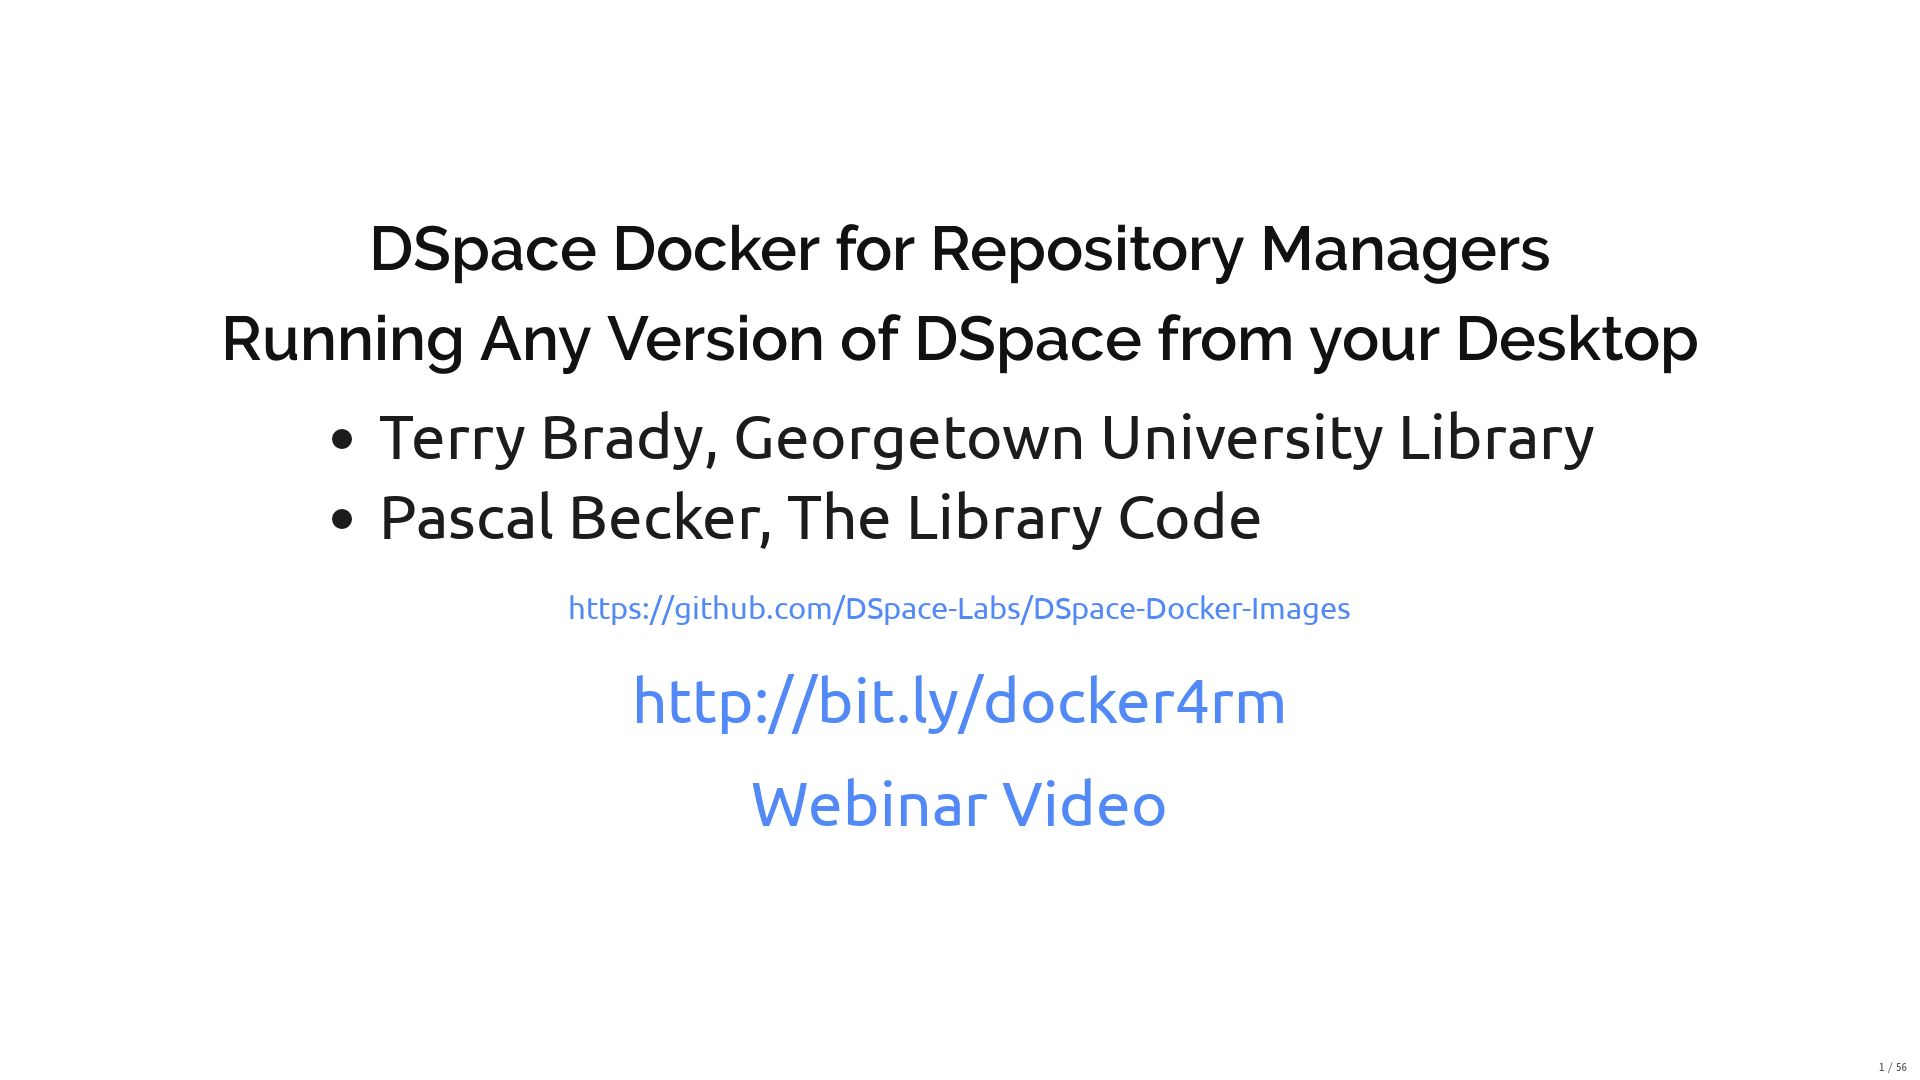 DSpace Docker for Repository Managers
Running Any Version of DSpace from your Desktop
• Terry Brady, Georgetown University Library
• Pascal Becker, The Library Code
https://github.com/DSpace-Labs/DSpace-Docker-Images
http://bit.ly/docker4rm
Webinar Video
1 / 56